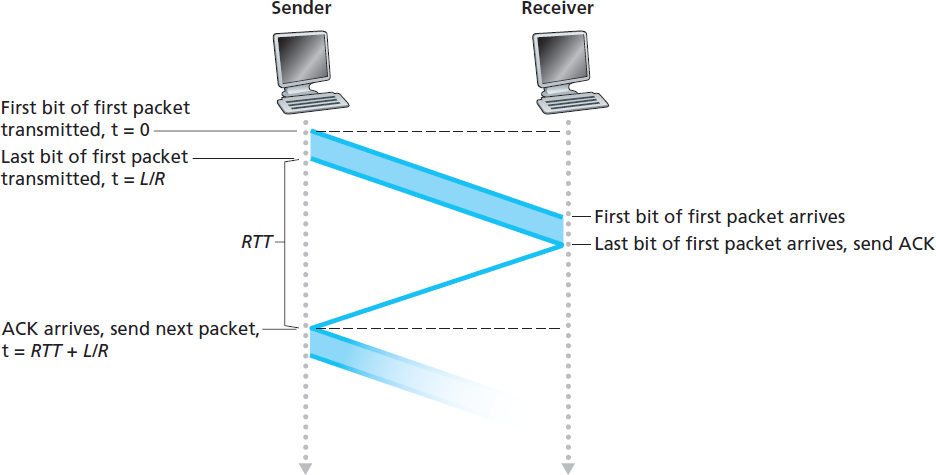 Sender
Receiver
First bit of first packet
transmitted, t = 0
Last bit of first packet
transmitted, t = L/R
First bit of first packet arrives
Last bit of first packet arrives, send ACK
RTT
ACK arrives, send next packet,
t = RTT + L/R